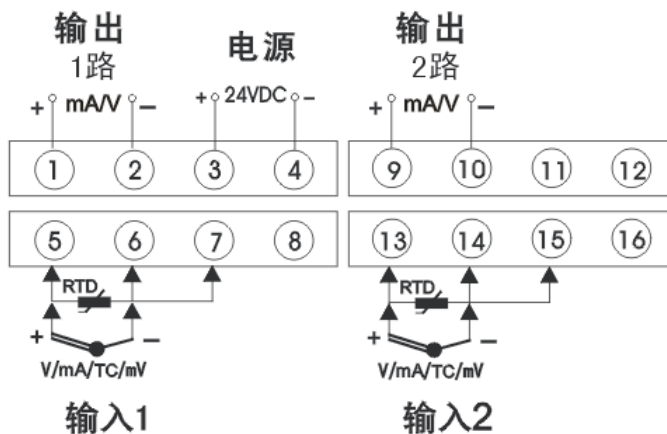 输出 电源 输出
1路 2路
+ mA/V − + 24VDC − + mA/V −
1 2 3 4 9 10 11 12
5 6 7 8 13 14 15 16
RTD RTD
+ − + −
V/mA/TC/mV V/mA/TC/mV
输入1 输入2